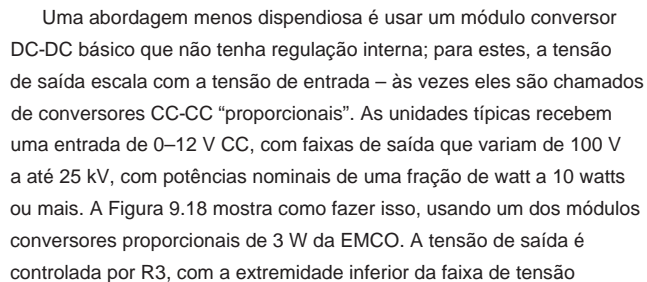 Uma abordagem menos dispendiosa é usar um módulo conversor
DC-DC básico que não tenha regulação interna; para estes, a tensão
de saída escala com a tensão de entrada – às vezes eles são chamados
de conversores CC-CC “proporcionais”. As unidades típicas recebem
uma entrada de 0–12 V CC, com faixas de saída que variam de 100 V
a até 25 kV, com potências nominais de uma fração de watt a 10 watts
ou mais. A Figura 9.18 mostra como fazer isso, usando um dos módulos
conversores proporcionais de 3 W da EMCO. A tensão de saída é
controlada por R3, com a extremidade inferior da faixa de tensão